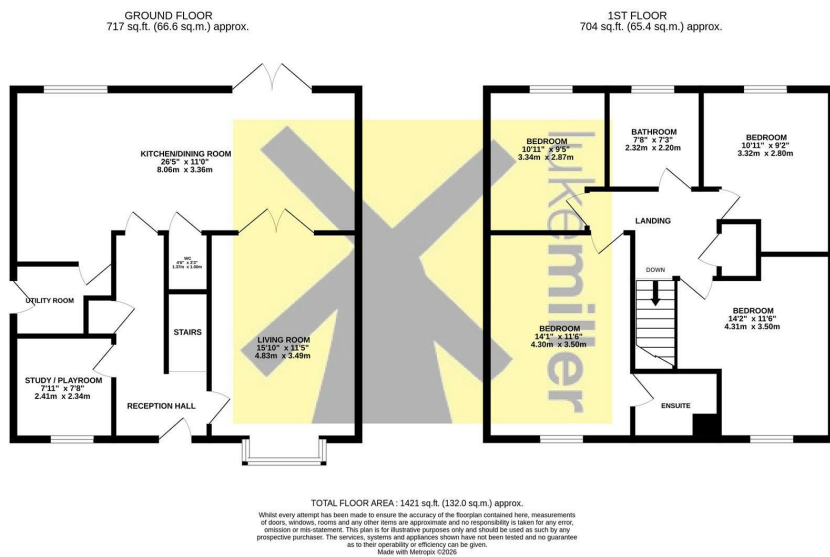 GROUND FLOOR
717 sq.ft. (66.6 sq.m.) approx.
1ST FLOOR
704 sq.ft. (65.4 sq.m.) approx.
KITCHEN/DINING ROOM
26'5" x 11'0"
8.06m x 3.36m
WC
4'6" x 3'3"
1.37m x 1.00m
UTILITY ROOM
STAIRS
LIVING ROOM
15'10" x 11'5"
4.83m x 3.49m
STUDY / PLAYROOM
7'11" x 7'8"
2.41m x 2.34m
RECEPTION HALL
BEDROOM
10'11" x 9'5"
3.34m x 2.87m
BATHROOM
7'8" x 7'3"
2.32m x 2.20m
BEDROOM
10'11" x 9'2"
3.32m x 2.80m
LANDING
DOWN
BEDROOM
14'1" x 11'6"
4.30m x 3.50m
BEDROOM
14'2" x 11'6"
4.31m x 3.50m
ENSUITE
lukemiller
TOTAL FLOOR AREA : 1421 sq.ft. (132.0 sq.m.) approx.
Whilst every attempt has been made to ensure the accuracy of the floorplan contained here, measurements
of doors, windows, rooms and any other items are approximate and no responsibility is taken for any error,
omission or mis-statement. This plan is for illustrative purposes only and should be used as such by any
prospective purchaser. The services, systems and appliances shown have not been tested and no guarantee
as to their operability or efficiency can be given.
Made with Metropix ©2026